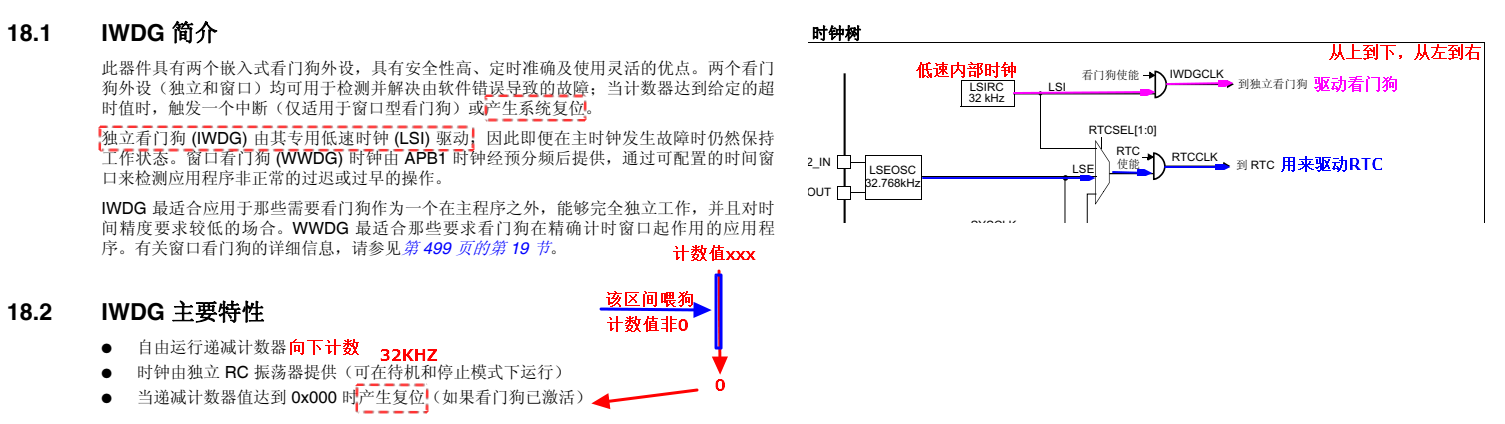 18.1 IWDG 简介
此器件具有两个嵌入式看门狗外设，具有安全性高、定时准确及使用灵活的优点。两个看门
狗外设（独立和窗口）均可用于检测并解决由软件错误导致的故障；当计数器达到给定的超
时值时，触发一个中断（仅适用于窗口型看门狗）或产生系统复位。
独立看门狗 (IWDG) 由其专用低速时钟 (LSI) 驱动，因此即便在主时钟发生故障时仍然保持
工作状态。窗口看门狗 (WWDG) 时钟由 APB1 时钟经预分频后提供，通过可配置的时间窗
口来检测应用程序非正常的过迟或过早的操作。
IWDG 最适合应用于那些需要看门狗作为一个在主程序之外，能够完全独立工作，并且对时
间精度要求较低的场合。WWDG 最适合那些要求看门狗在精确计时窗口起作用的应用程
序。有关窗口看门狗的详细信息，请参见第 499 页的第 19 节。
计数值xxx
18.2 IWDG 主要特性
该区间喂狗
计数值非0
自由运行递减计数器向下计数
32KHZ
时钟由独立 RC 振荡器提供（可在待机和停止模式下运行）
0
当递减计数器值达到 0x000 时产生复位（如果看门狗已激活）
时钟树
从上到下，从左到右
低速内部时钟
LSIRC
32 kHz
LSI
看门狗使能
IWDGCLK
到独立看门狗
驱动看门狗
RTCSEL[1:0]
2_IN
OUT
LSEOSC
32.768kHz
LSE
RTC
使能
RTCCLK
到 RTC
用来驱动RTC